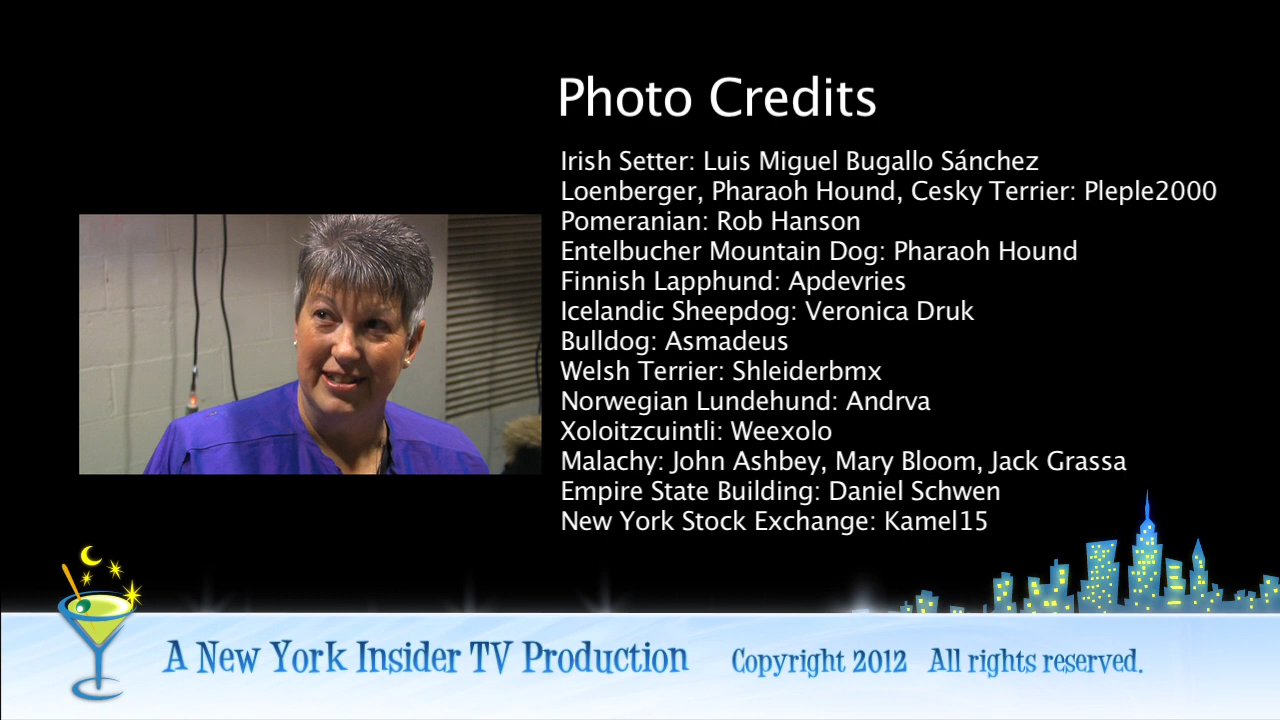 Photo Credits
Irish Setter: Luis Miguel Bugallo Sánchez
Loenberger, Pharaoh Hound, Cesky Terrier: Pleple2000
Pomeranian: Rob Hanson
Entelbucher Mountain Dog: Pharaoh Hound
Finnish Lapphund: Apdevries
Icelandic Sheepdog: Veronica Druk
Bulldog: Asmadeus
Welsh Terrier: Shleiderbmx
Norwegian Lundehund: Andrva
Xoloitzcuintli: Weexolo
Malachy: John Ashbey, Mary Bloom, Jack Grassa
Empire State Building: Daniel Schwen
New York Stock Exchange: Kamel15
A New York Insider TV Production Copyright 2012 All rights reserved.